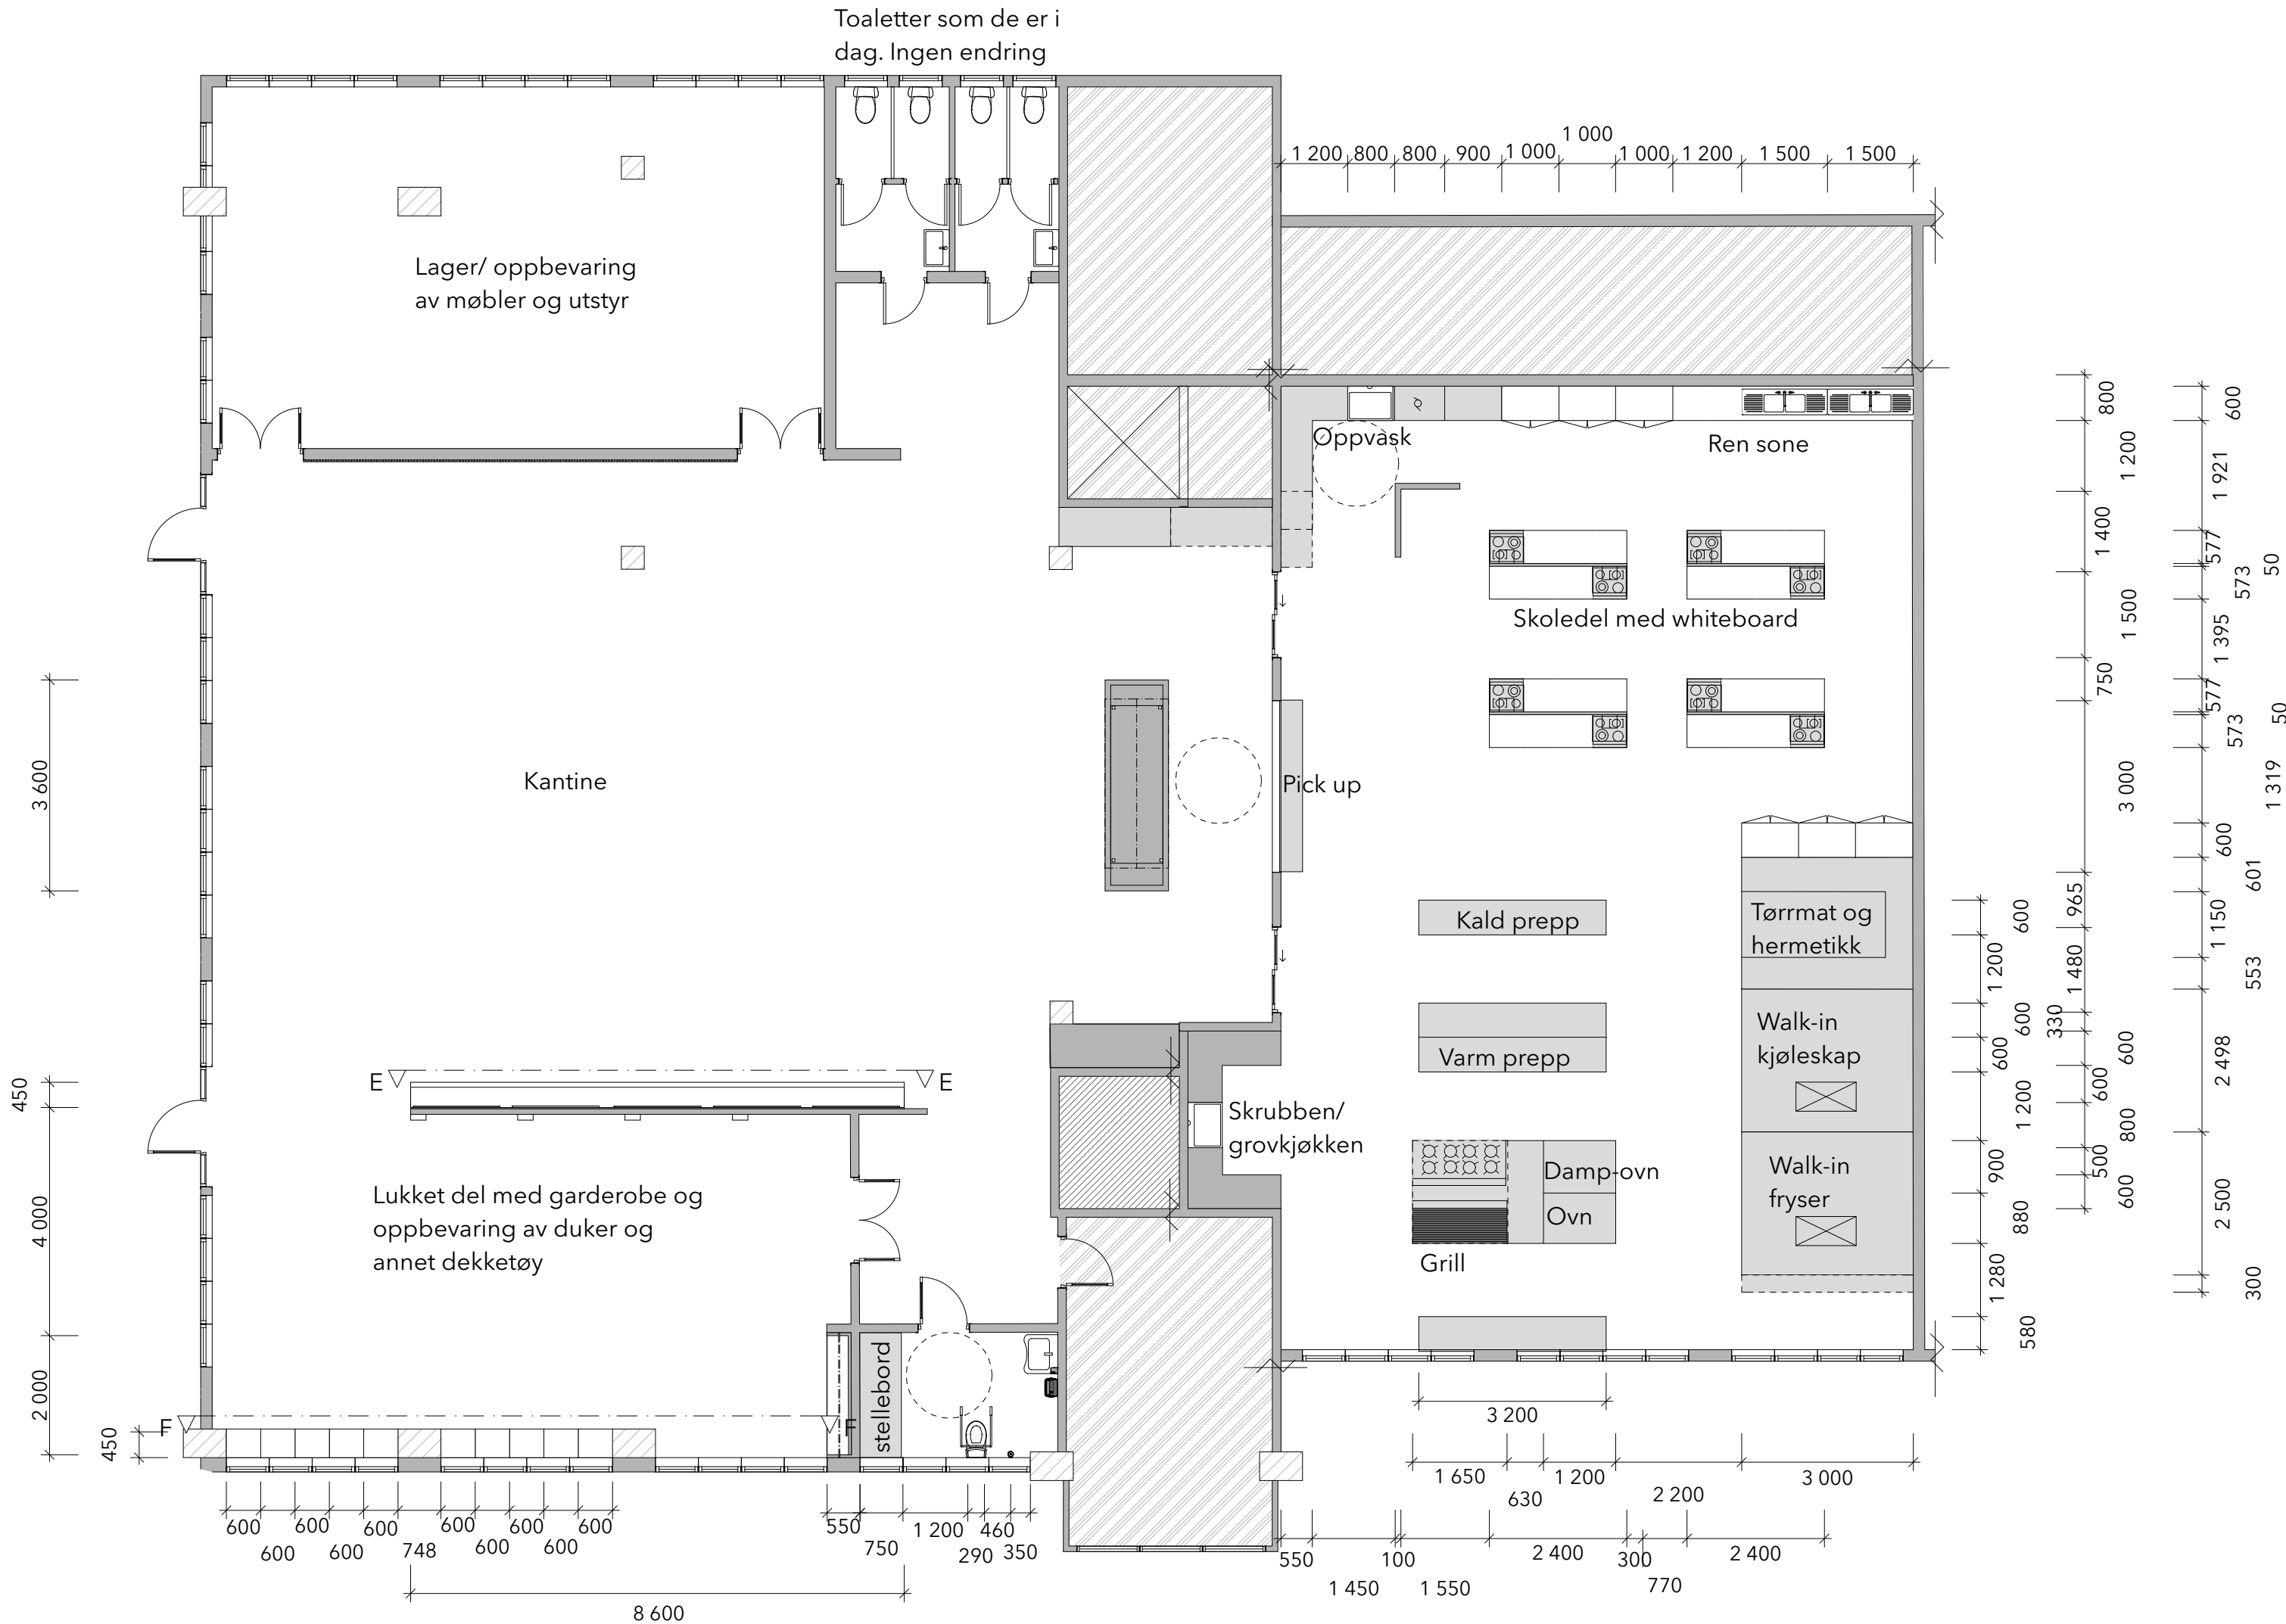 Toaletter som de er i
dag. Ingen endring
1 000
1 200 800 800 900 1 000 1 000 1 200 1 500 1 500
Lager/ oppbevaring
av møbler og utstyr
Oppvask
Ren sone
Skoledel med whiteboard
Kantine
Pick up
Kald prepp
Tørrmat og
hermetikk
Varm prepp
Walk-in
kjøleskap
E E
Skrubben/
grovkjøkken
Damp-ovn
Ovn
Grill
Walk-in
fryser
Lukket del med garderobe og
oppbevaring av duker og
annet dekketøy
stellebord
F F
3 600
450
4 000
2 000
450
800
1 200
1 400
1 500
750
3 000
965
1 480
330
600
600
800
500
600
600
1 921
577
50
573
1 395
577
50
573
1 319
600
601
1 150
553
2 498
2 500
300
600
1 200
600
600
1 200
900
880
1 280
580
3 200
1 650 630 1 200 2 200 3 000
550 1 450 100 1 550 2 400 300 770 2 400
600 600 600 600 600 748 600 600 600 600 600
550 750 1 200 290 460 350
8 600